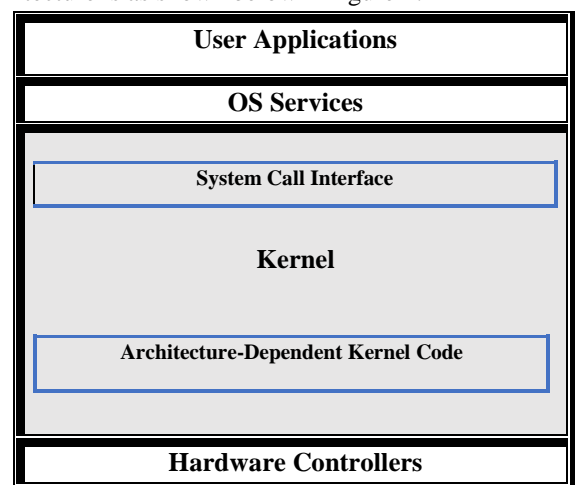 User Applications
OS Services
System Call Interface
Kernel
Architecture-Dependent Kernel Code
Hardware Controllers